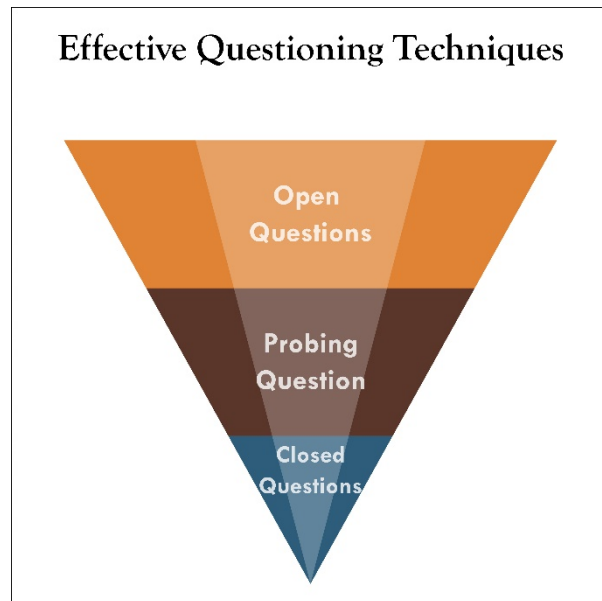 Effective Questioning Techniques
Open
Questions
Probing
Question
Closed
Questions